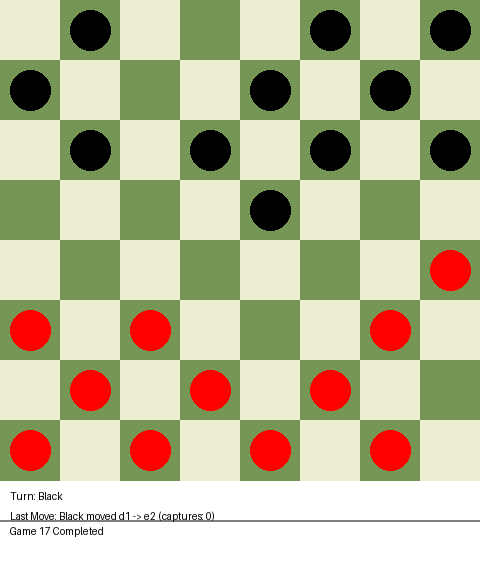 Turn: Black
Last Move: Black moved d1 -> e2 (captures: 0)
Game 17 Completed